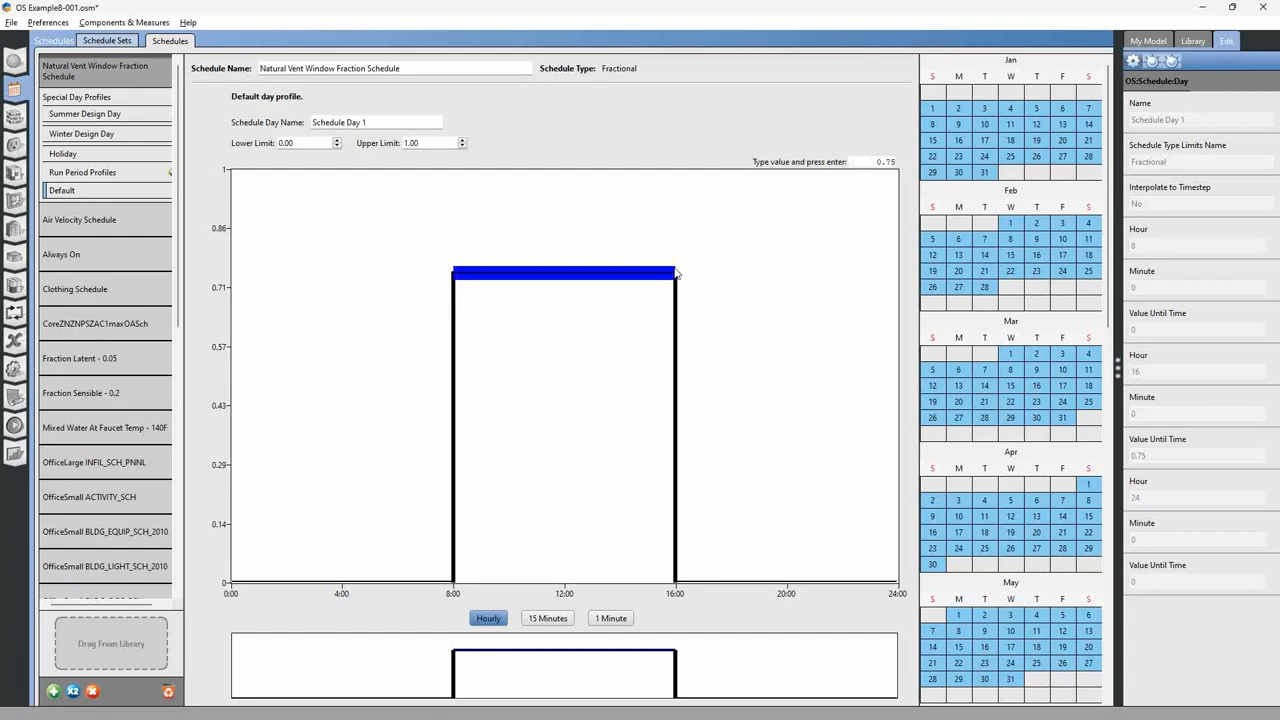 OS Example8-001.osm*
File Preferences Components & Measures Help
Schedules Schedule Sets Schedules
My Model Library Edit
Natural Vent Window Fraction
Schedule
Special Day Profiles
Summer Design Day
Winter Design Day
Holiday
Run Period Profiles
Default
Air Velocity Schedule
Always On
Clothing Schedule
CoreZNZNPSZAC1maxOASch
Fraction Latent - 0.05
Fraction Sensible - 0.2
Mixed Water At Faucet Temp - 140F
OfficeLarge INFIL_SCH_PNNL
OfficeSmall ACTIVITY_SCH
OfficeSmall BLDG_EQUIP_SCH_2010
OfficeSmall BLDG_LIGHT_SCH_2010
Drag From Library
Schedule Name: Natural Vent Window Fraction Schedule Schedule Type: Fractional
Default day profile.
Schedule Day Name: Schedule Day 1
Lower Limit: 0.00 Upper Limit: 1.00
Type value and press enter: 0.75
1
0.86
0.71
0.57
0.43
0.29
0.14
0
0:00 4:00 8:00 12:00 16:00 20:00 24:00
Hourly 15 Minutes 1 Minute
Jan
S M T W T F S
1 2 3 4 5 6 7
8 9 10 11 12 13 14
15 16 17 18 19 20 21
22 23 24 25 26 27 28
29 30 31
Feb
S M T W T F S
1 2 3 4
5 6 7 8 9 10 11
12 13 14 15 16 17 18
19 20 21 22 23 24 25
26 27 28
Mar
S M T W T F S
1 2 3 4
5 6 7 8 9 10 11
12 13 14 15 16 17 18
19 20 21 22 23 24 25
26 27 28 29 30 31
Apr
S M T W T F S
1
2 3 4 5 6 7 8
9 10 11 12 13 14 15
16 17 18 19 20 21 22
23 24 25 26 27 28 29
30
May
S M T W T F S
1 2 3 4 5 6
7 8 9 10 11 12 13
14 15 16 17 18 19 20
21 22 23 24 25 26 27
28 29 30 31
OS:Schedule:Day
Name
Schedule Day 1
Schedule Type Limits Name
Fractional
Interpolate to Timestep
No
Hour
8
Minute
0
Value Until Time
0
Hour
16
Minute
0
Value Until Time
0.75
Hour
24
Minute
0
Value Until Time
0